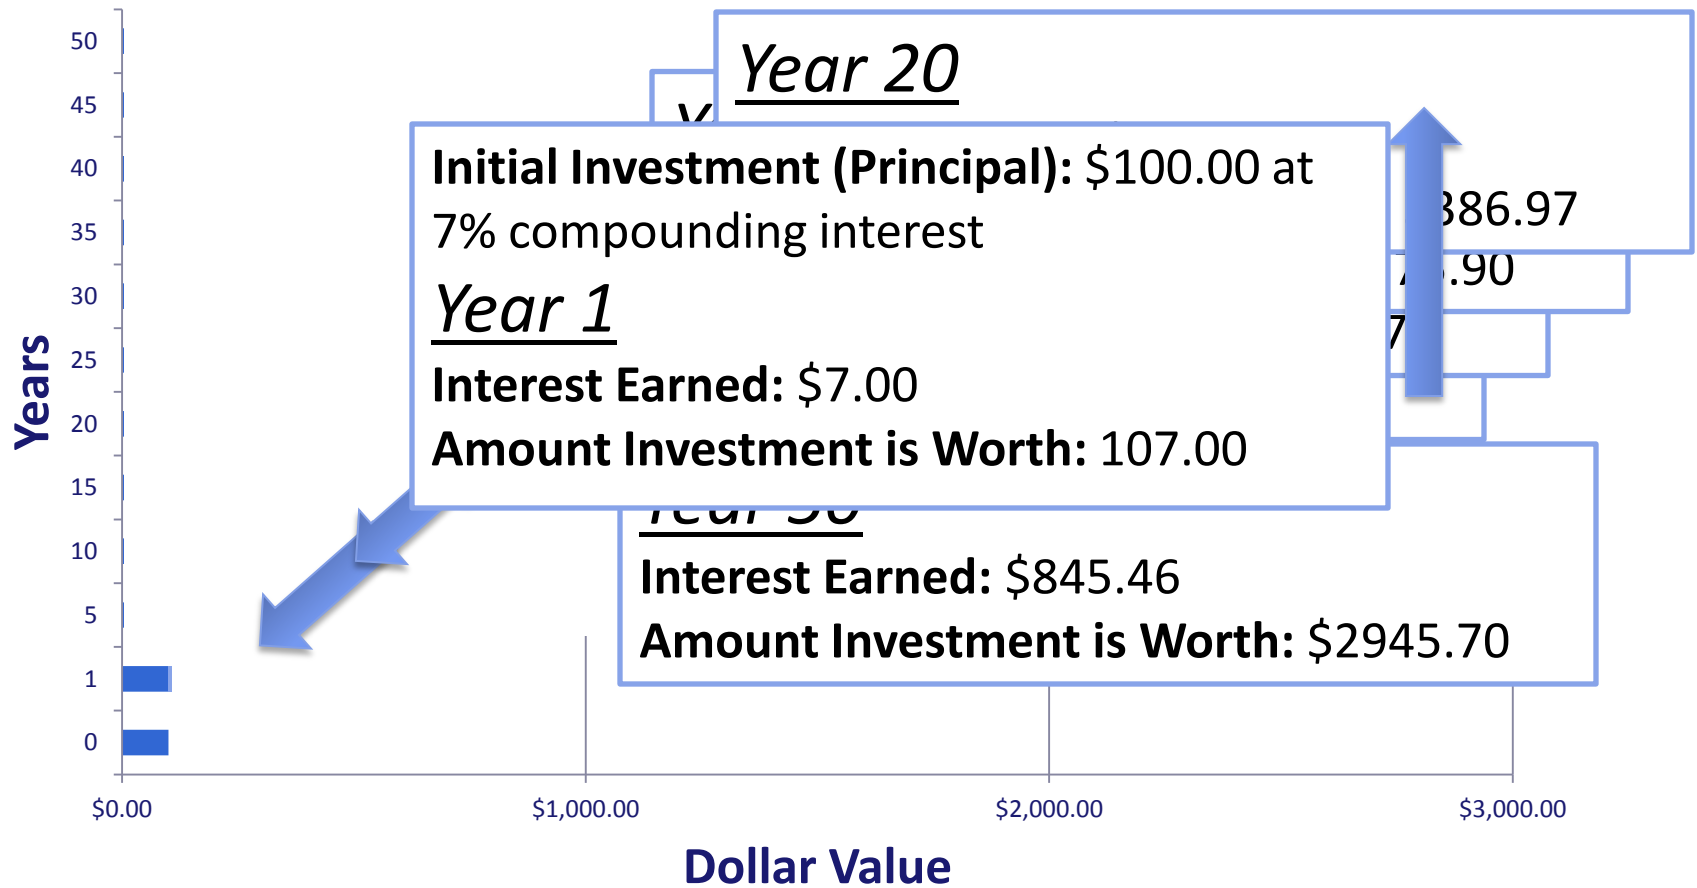 Year 20
Initial Investment (Principal): $100.00 at
7% compounding interest
Year 1
Interest Earned: $7.00
Amount Investment is Worth: 107.00
86.97
.90
7
Interest Earned: $845.46
Amount Investment is Worth: $2945.70
Years
50
45
40
35
30
25
20
15
10
5
1
0
$0.00 $1,000.00 $2,000.00 $3,000.00
Dollar Value